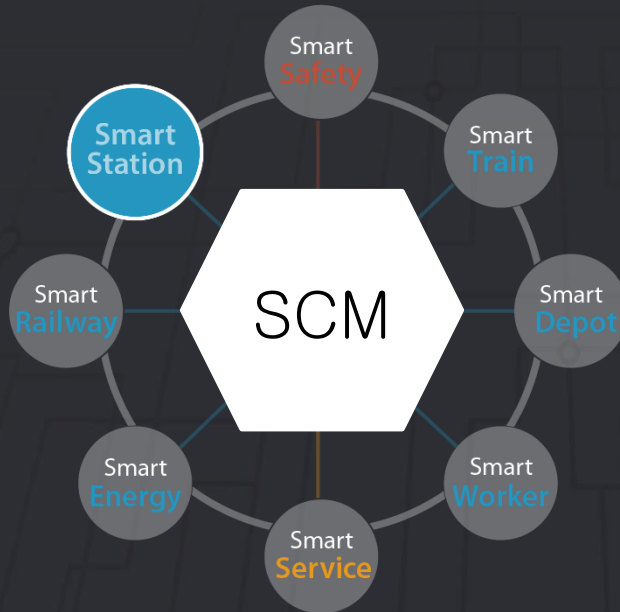 Smart
Safety
Smart
Station
Smart
Train
Smart
Railway
SCM
Smart
Depot
Smart
Energy
Smart
Worker
Smart
Service